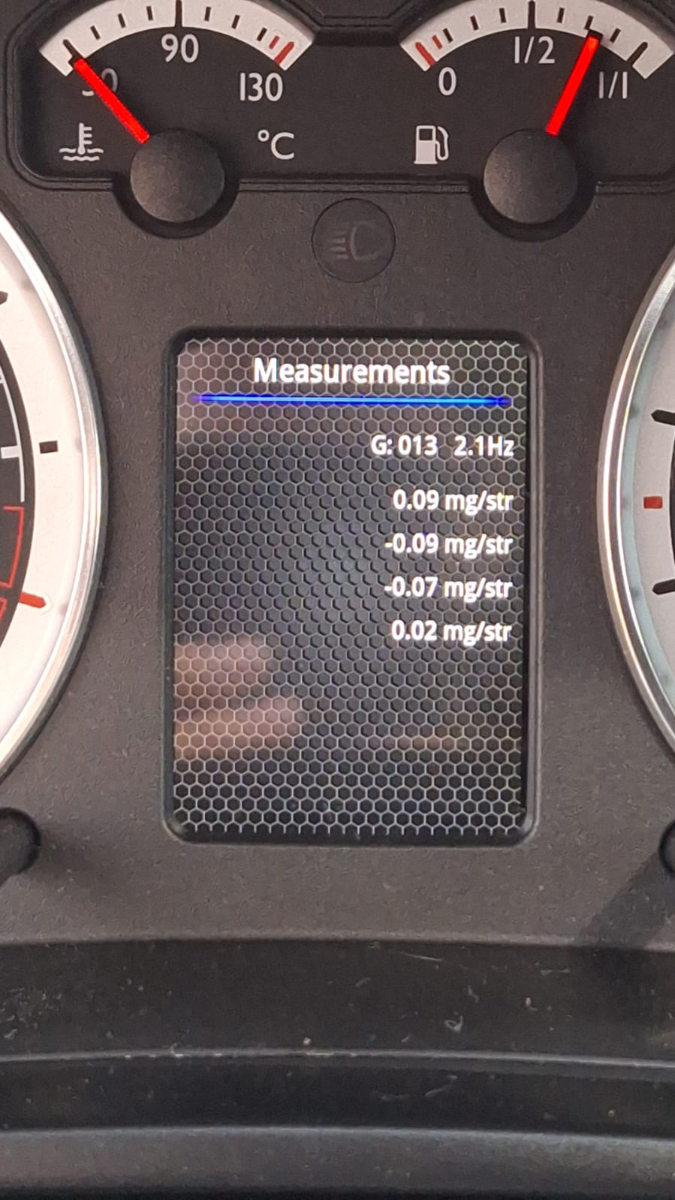 90
130
°C
0
1/2
1/1
Measurements
G: 013 2.1Hz
0.09 mg/str
-0.09 mg/str
-0.07 mg/str
0.02 mg/str